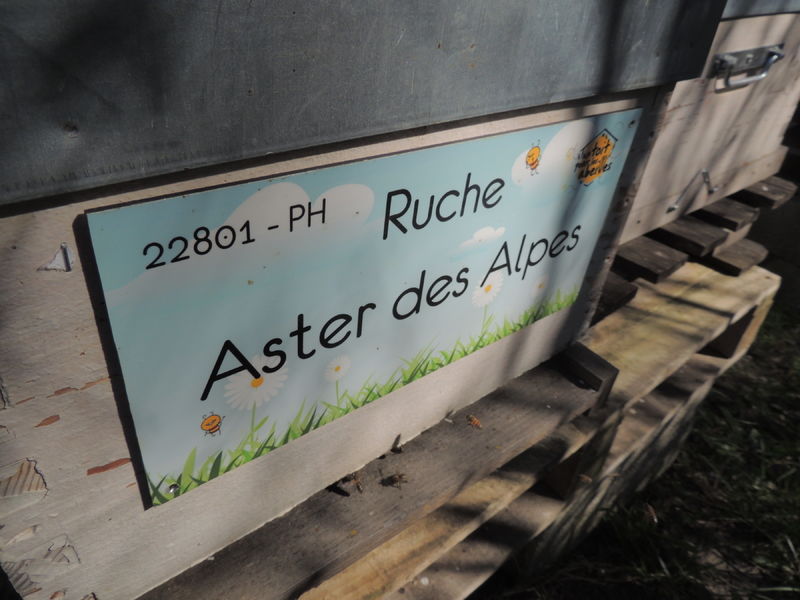 22801 - PH
Ruche
Aster des Alpes